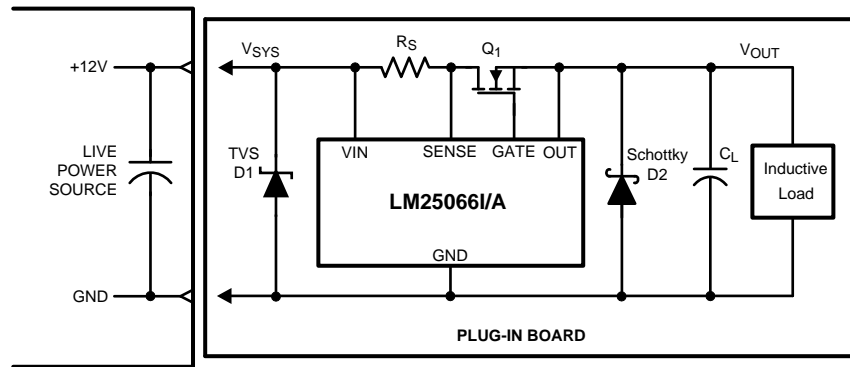 +12V
LIVE
POWER
SOURCE
GND
VSYS
RS
Q1
VOUT
TVS
D1
VIN
SENSE
GATE
OUT
LM25066I/A
GND
Schottky
D2
CL
Inductive
Load
PLUG-IN BOARD